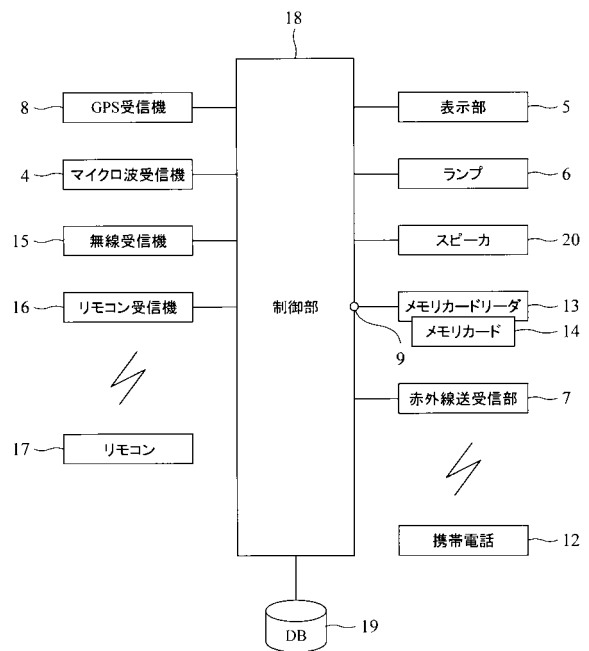 18
8 GPS受信機
4 マイクロ波受信機
15 無線受信機
16 リモコン受信機
17 リモコン
制御部
表示部 5
ランプ 6
スピーカ 20
メモリカードリーダ 13
メモリカード 14
9
赤外線送受信部 7
携帯電話 12
DB 19